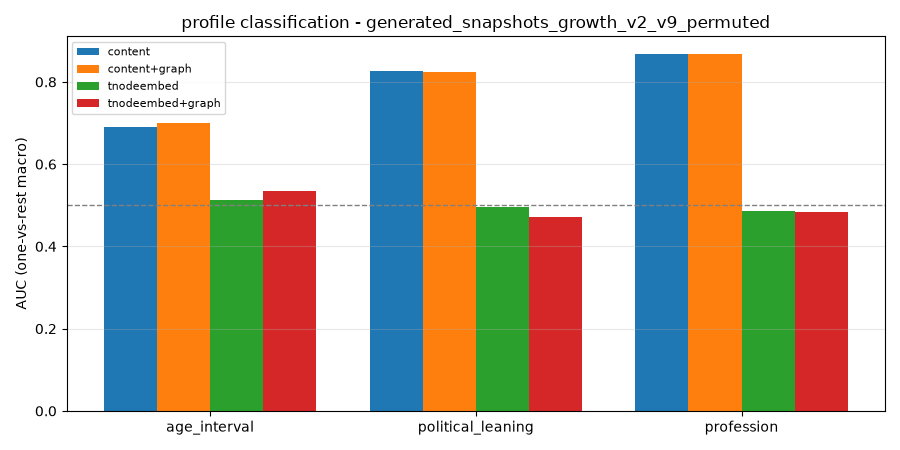 profile classification - generated_snapshots_growth_v2_v9_permuted
content
content+graph
tnodeembed
tnodeembed+graph
AUC (one-vs-rest macro)
0.8
0.6
0.4
0.2
0.0
age_interval
political_leaning
profession